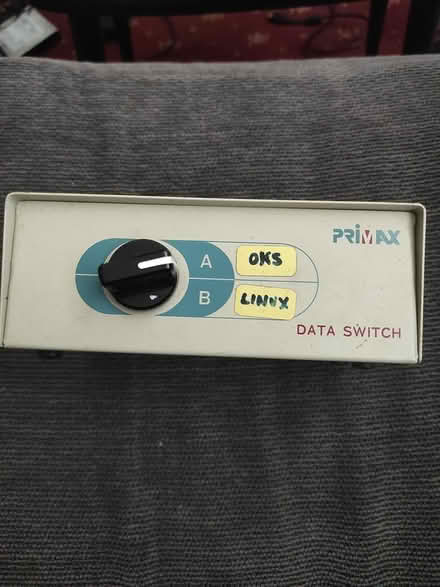 PRIMAX
A OKS
B LINUX
DATA SWITCH